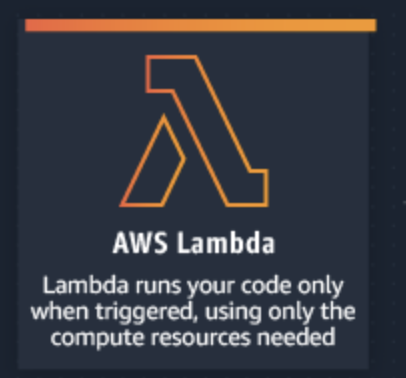 AWS Lambda
Lambda runs your code only
when triggered, using only the
compute resources needed